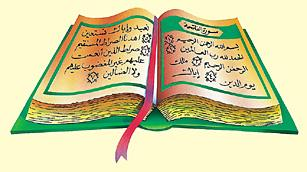 سورة الفاتحة
بسم الله الرحمن الرحيم
الحمد لله رب العالمين
الرحمن الرحيم مالك
يوم الدين إياك
نعبد وإياك نستعين
اهدنا الصراط المستقيم
صراط الذين أنعمت
عليهم غير المغضوب عليهم
ولا الضالين